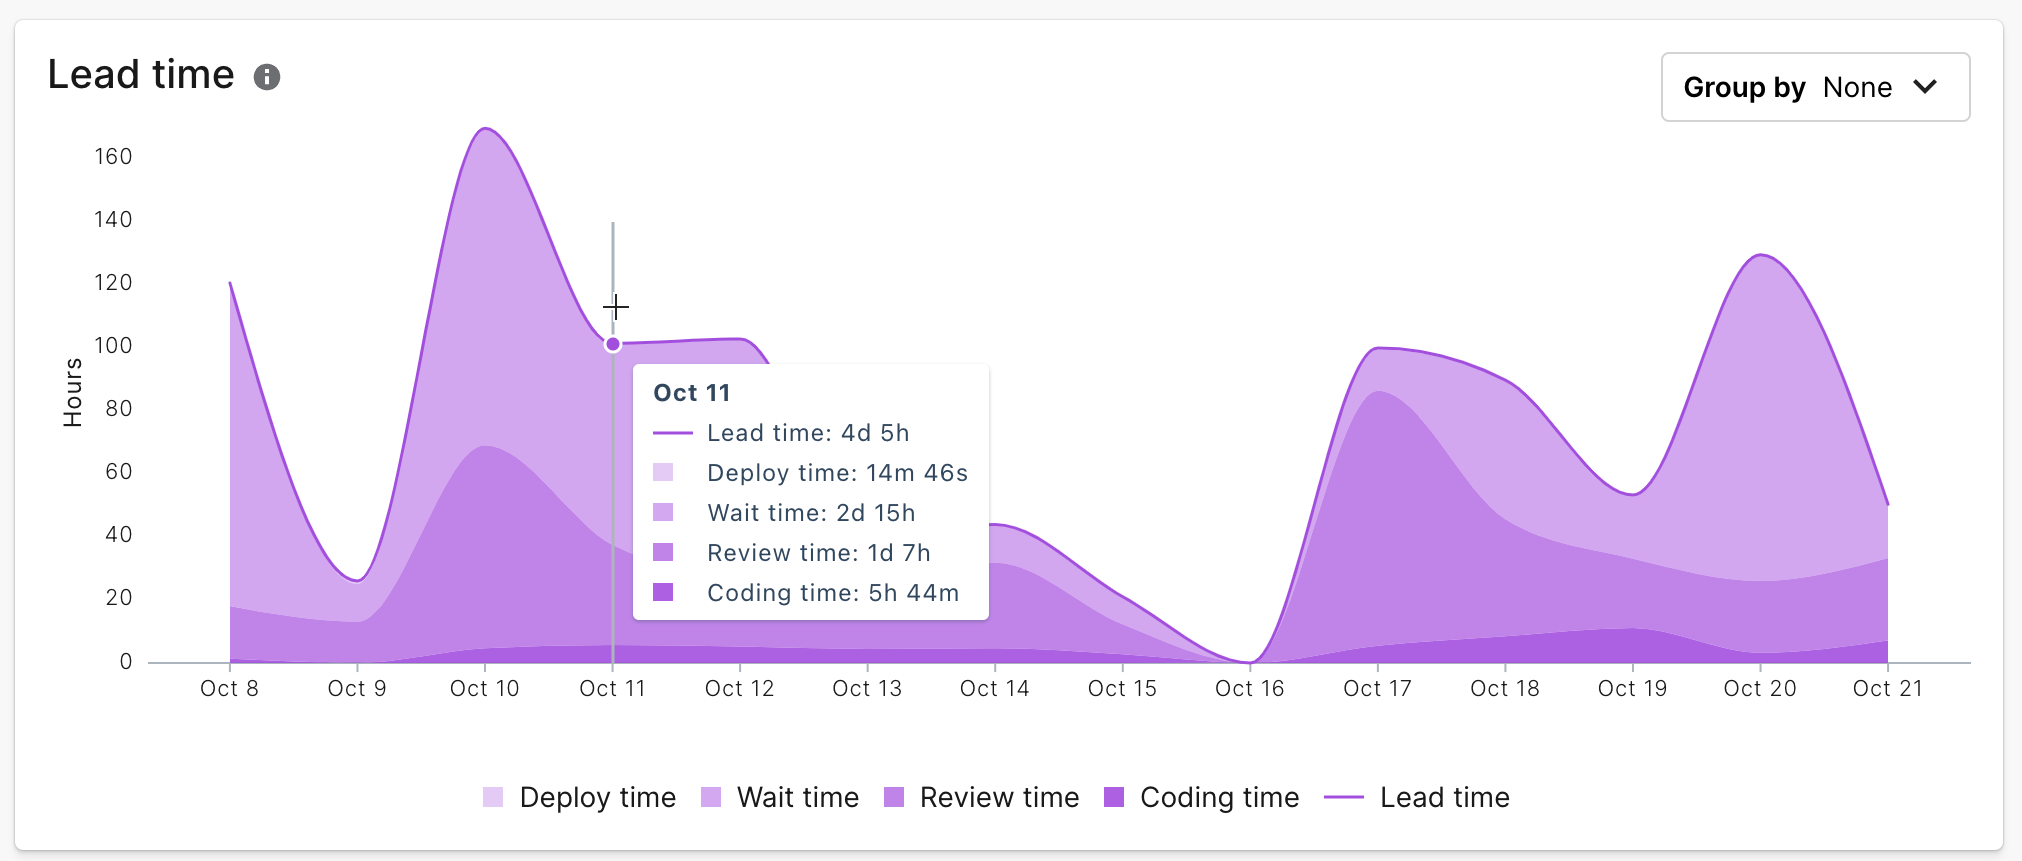 Lead time
Group by None
160
140
120
100
80
60
40
20
0
Hours
Oct 11
Lead time: 4d 5h
Deploy time: 14m 46s
Wait time: 2d 15h
Review time: 1d 7h
Coding time: 5h 44m
Oct 8 Oct 9 Oct 10 Oct 11 Oct 12 Oct 13 Oct 14 Oct 15 Oct 16 Oct 17 Oct 18 Oct 19 Oct 20 Oct 21
Deploy time Wait time Review time Coding time Lead time